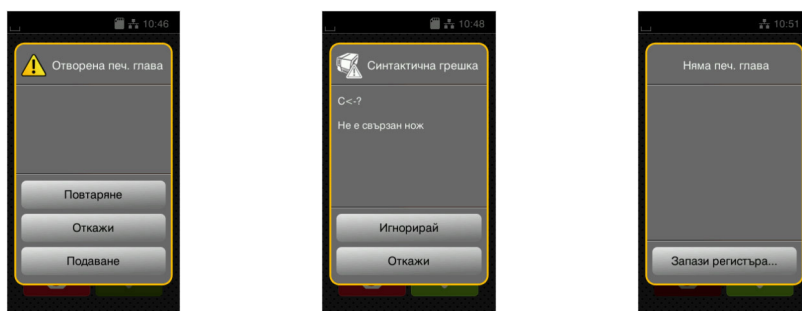 10:46
Отворена печ. глава
Повтаряне
Откажи
Подаване
10:48
Синтактична грешка
C<-?
Не е свързан нож
Игнорирай
Откажи
10:51
Няма печ. глава
Запази регистъра...